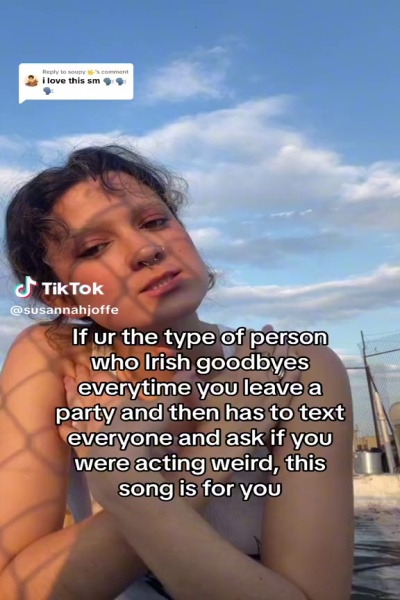 Reply to soupy 👋's comment
i love this sm 🗣️ 🗣️
🗣️
TikTok
@susannahjoffe
If ur the type of person
who Irish goodbyes
everytime you leave a
party and then has to text
everyone and ask if you
were acting weird, this
song is for you